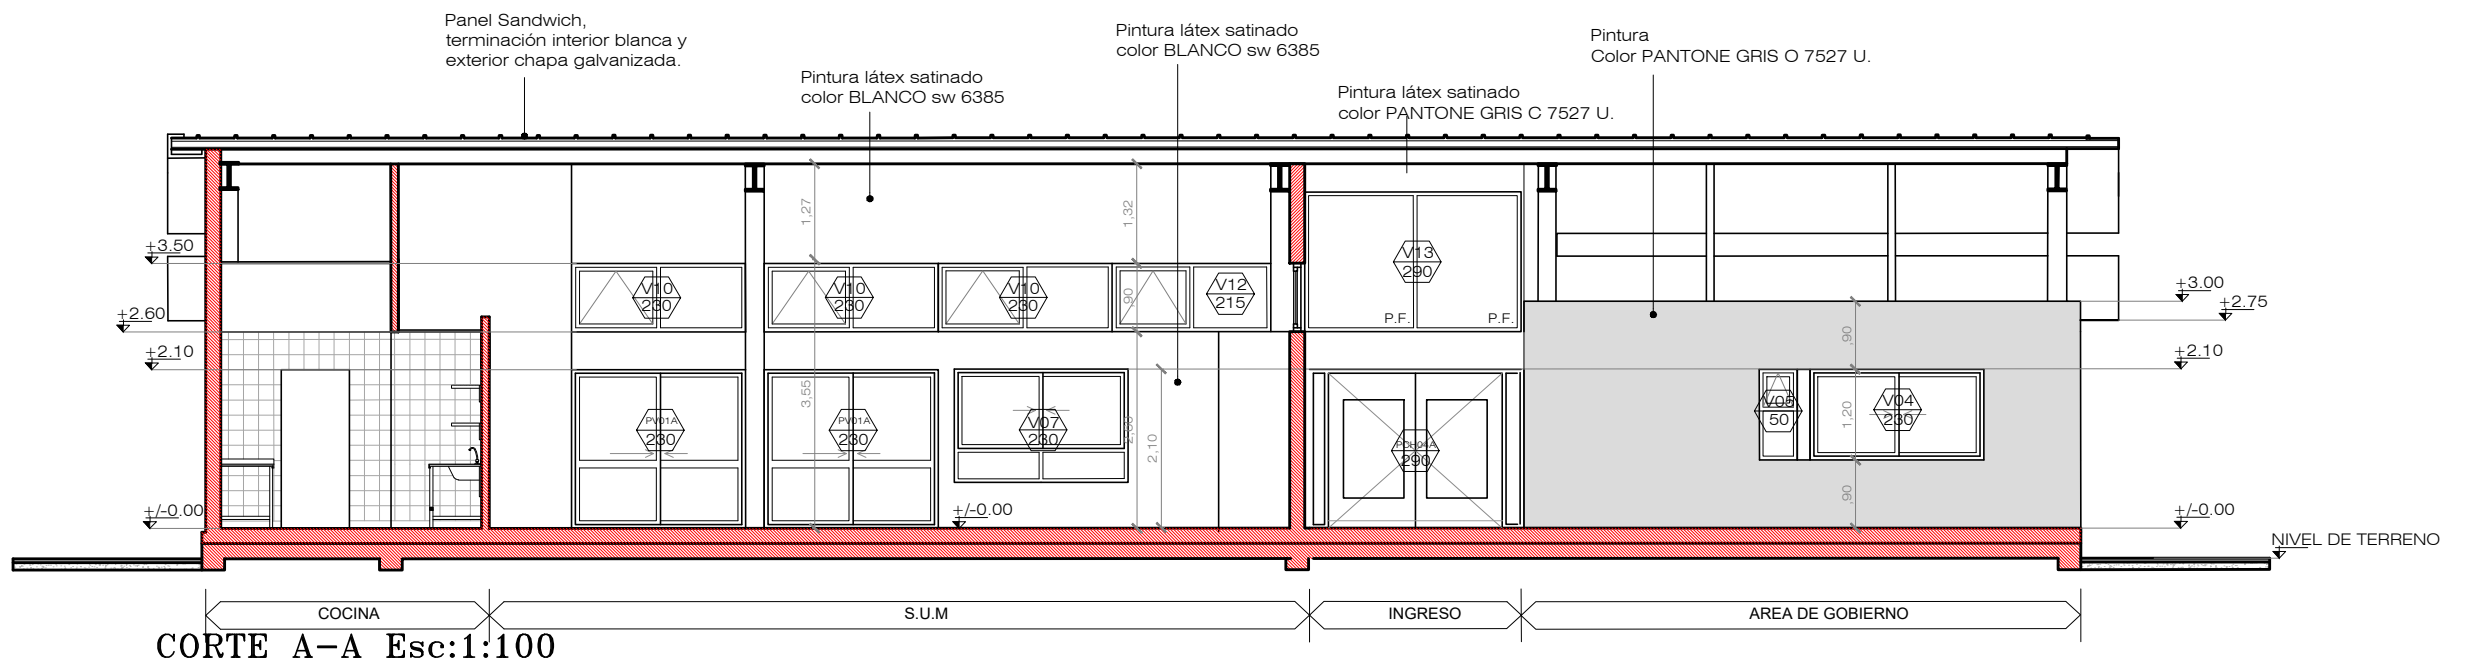 Panel Sandwich,
terminación interior blanca y
exterior chapa galvanizada.
Pintura látex satinado
color BLANCO sw 6385
Pintura látex satinado
color BLANCO sw 6385
Pintura látex satinado
color PANTONE GRIS C 7527 U.
Pintura
Color PANTONE GRIS O 7527 U.
1,27
1,32
+3.50
+2.60
+2.10
+/-0.00
V10
230
V10
230
V10
230
,90
V12
215
V13
290
P.F.
P.F.
+3.00
+2.75
+2.10
+/-0.00
3,55
PV01A
230
PV01A
230
V07
230
2,60
2,10
+/-0.00
PCH04A
290
,90
1,20
,90
V05
50
V04
230
NIVEL DE TERRENO
COCINA
S.U.M
INGRESO
AREA DE GOBIERNO
CORTE A-A Esc:1:100